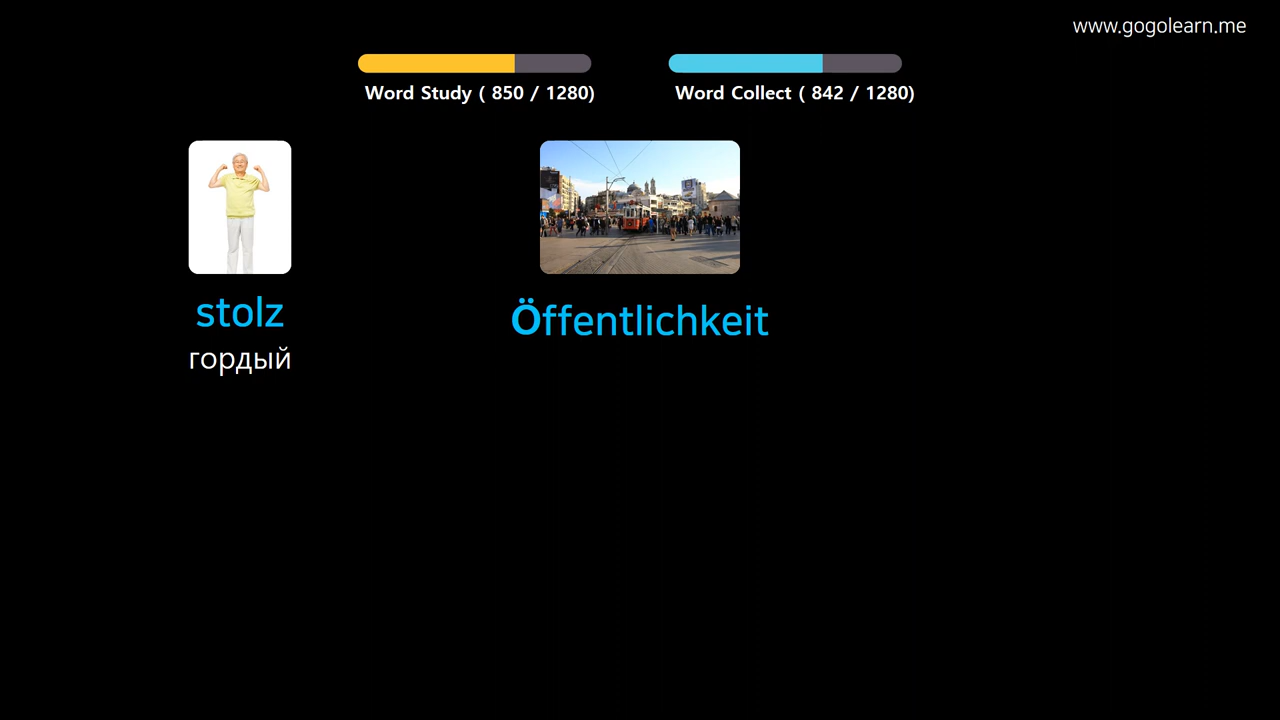 www.gogolearn.me
Word Study ( 850 / 1280)
Word Collect ( 842 / 1280)
stolz
гордый
Öffentlichkeit